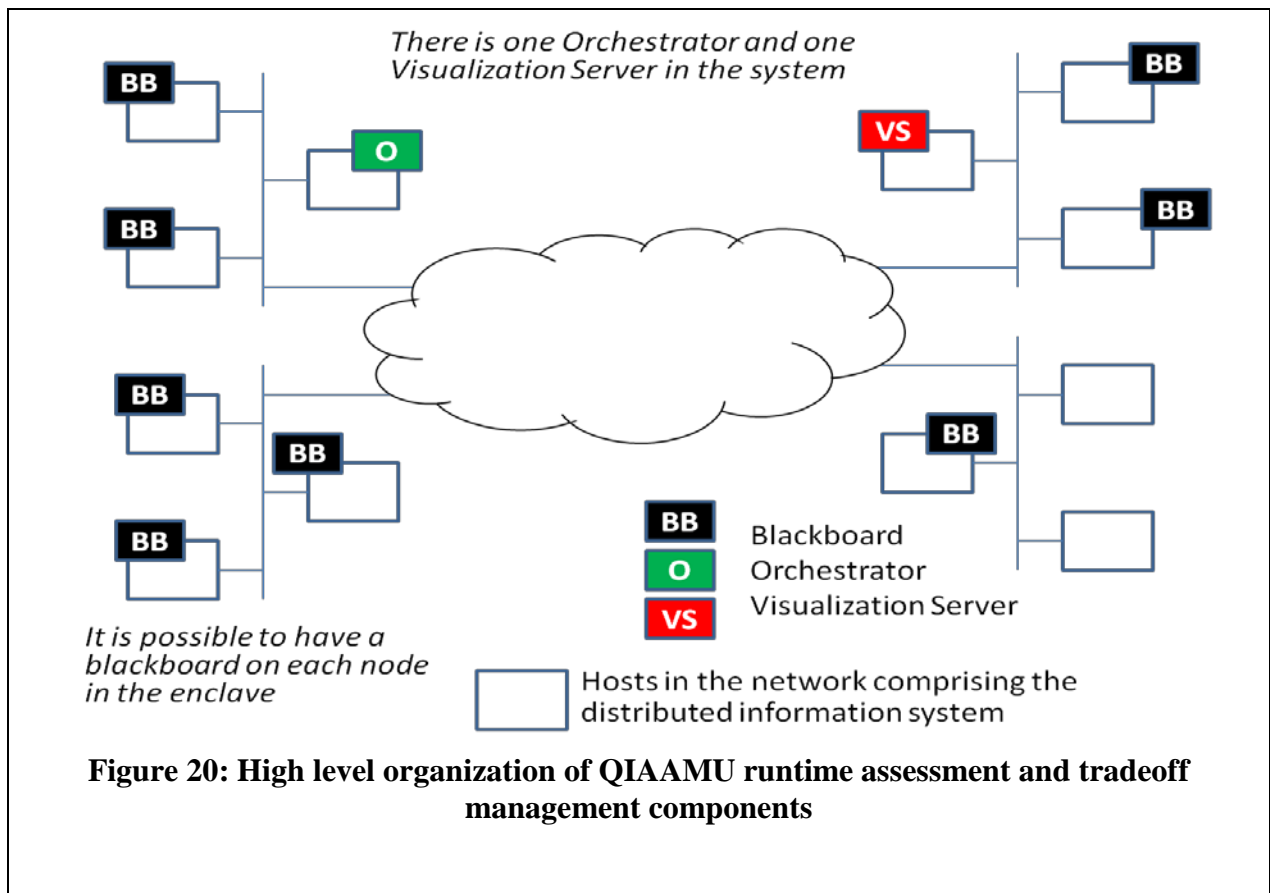 There is one Orchestrator and one
Visualization Server in the system
BB
BB
O
VS
BB
BB
BB
BB
BB
BB
BB
Blackboard
O
Orchestrator
VS
Visualization Server
It is possible to have a
blackboard on each node
in the enclave
Hosts in the network comprising the
distributed information system
Figure 20: High level organization of QIAAMU runtime assessment and tradeoff
management components